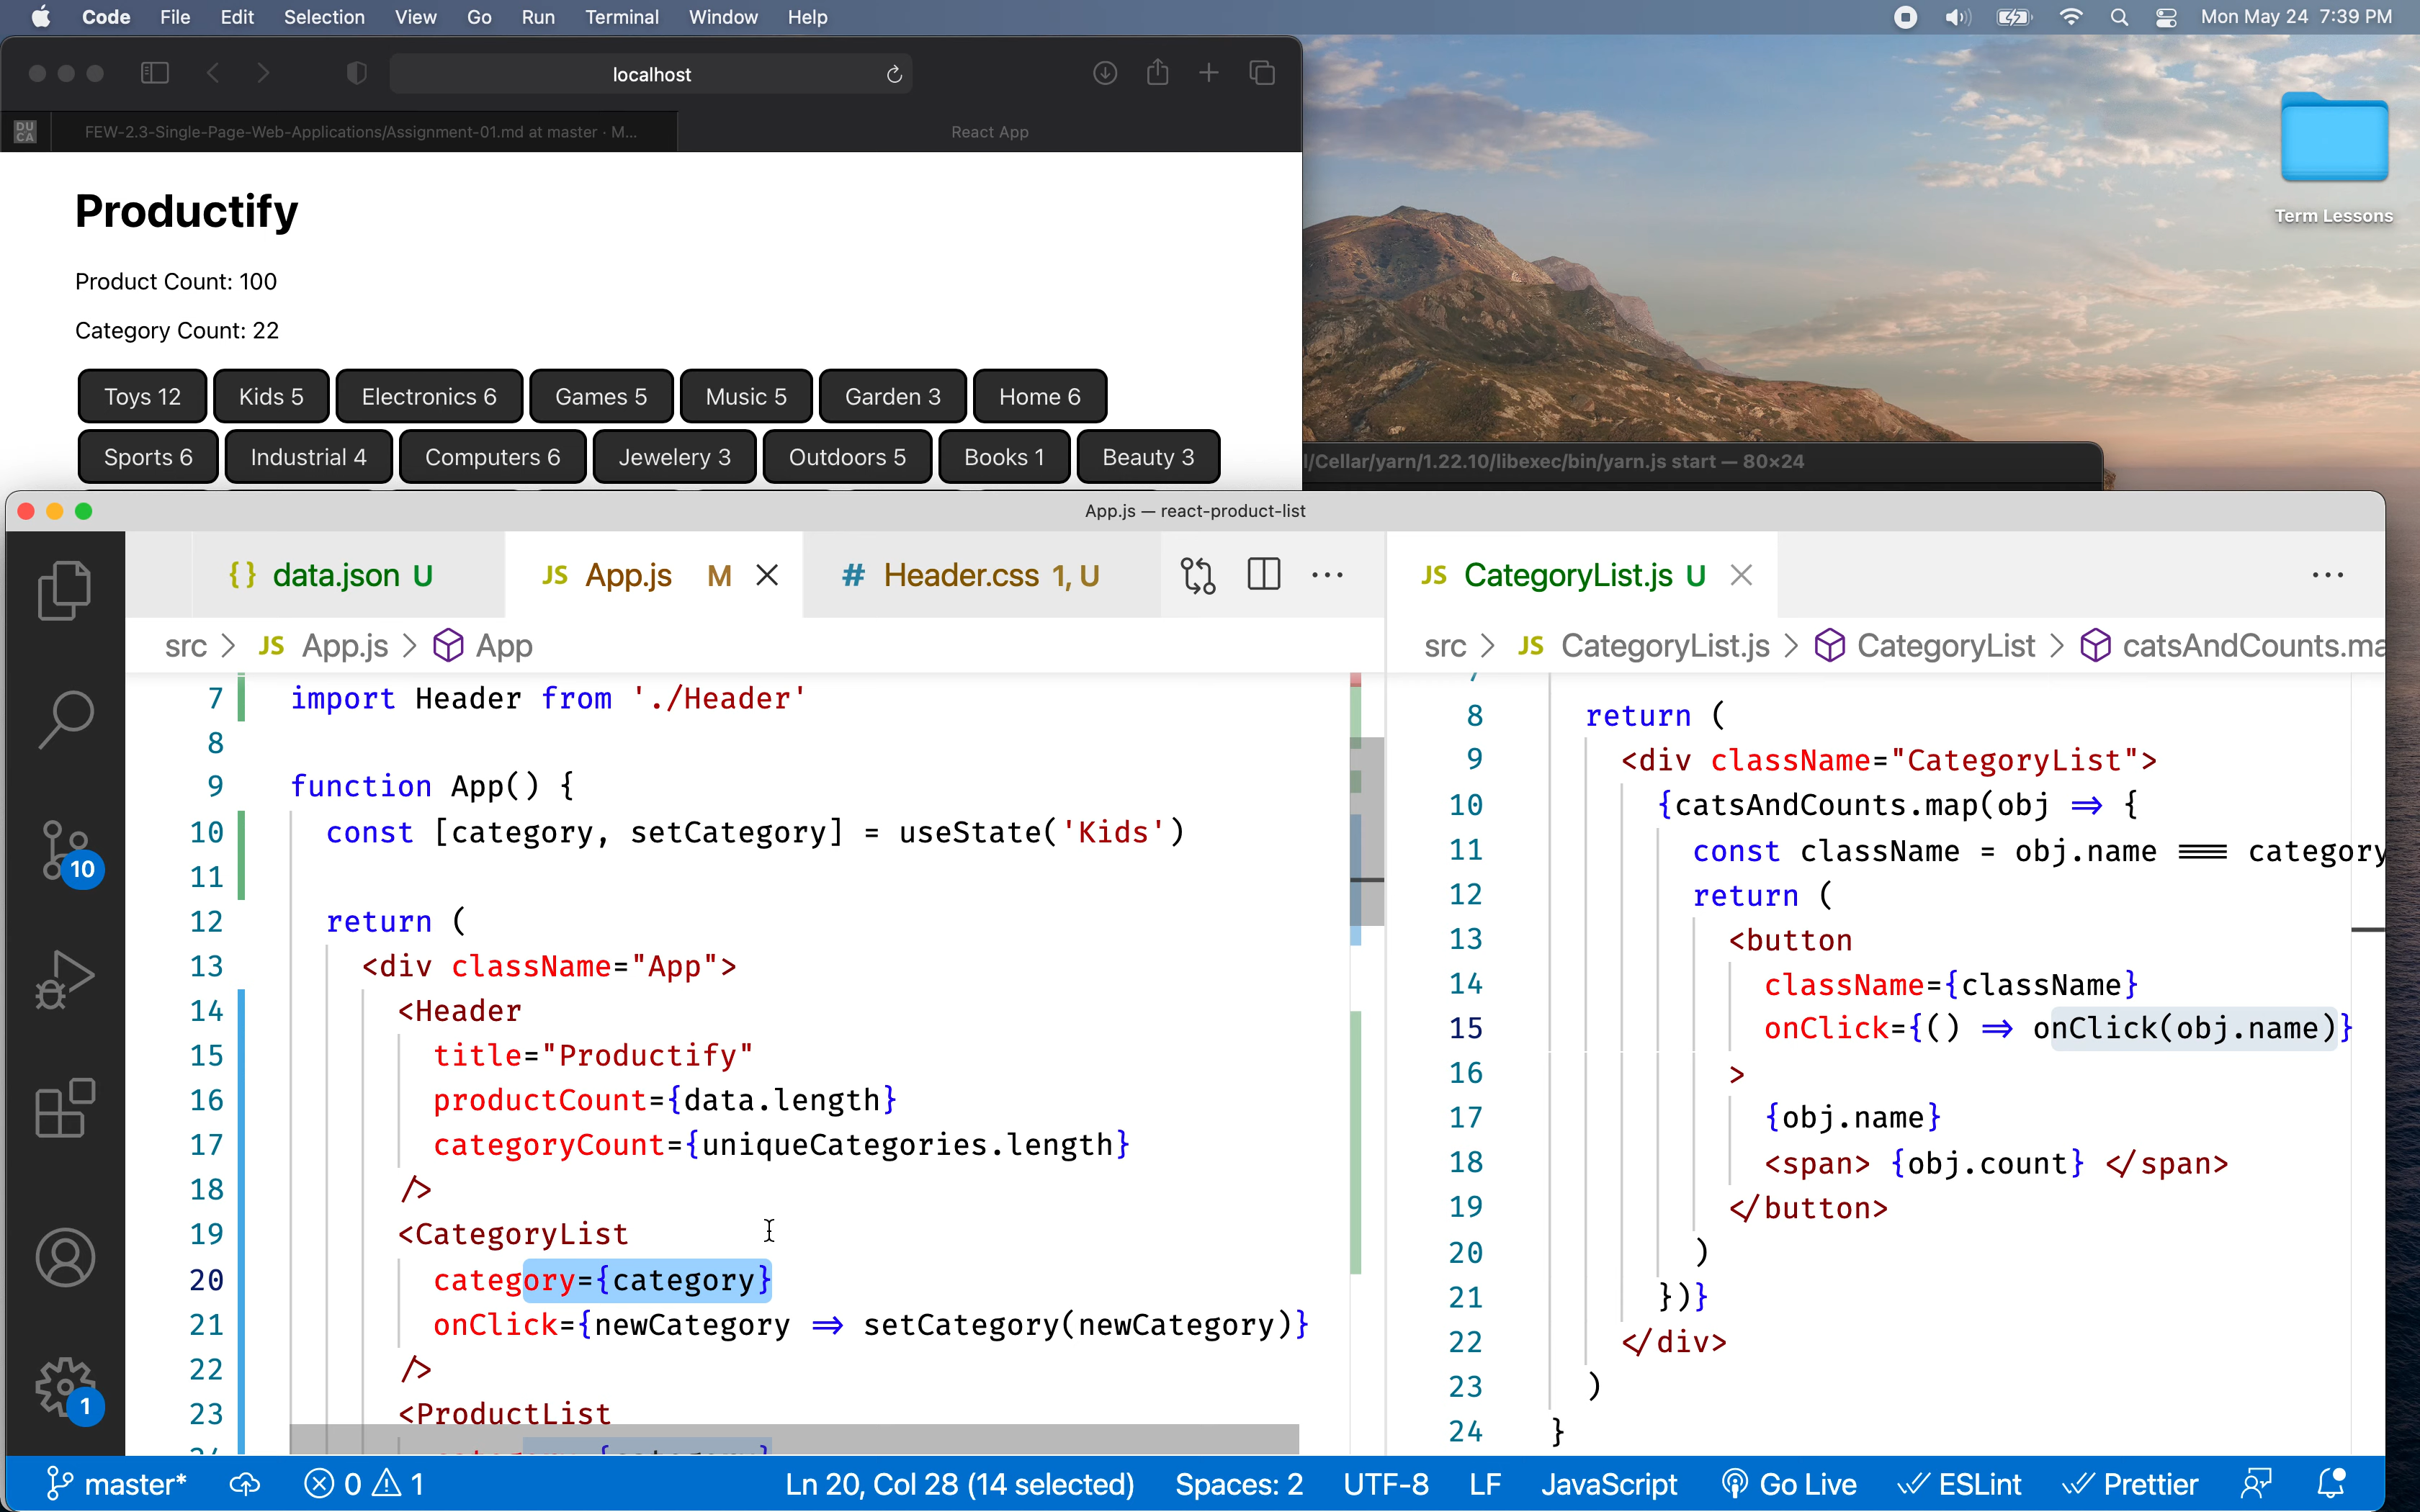 Code File Edit Selection View Go Run Terminal Window Help Mon May 24 7:39 PM
localhost
DU
CA
FEW-2.3-Single-Page-Web-Applications/Assignment-01.md at master · M...
React App
Productify
Product Count: 100
Category Count: 22
Toys 12 Kids 5 Electronics 6 Games 5 Music 5 Garden 3 Home 6
Sports 6 Industrial 4 Computers 6 Jewelery 3 Outdoors 5 Books 1 Beauty 3
Term Lessons
l/Cellar/yarn/1.22.10/libexec/bin/yarn.js start — 80×24
App.js — react-product-list
{} data.json U
JS App.js M
# Header.css 1, U
src > JS App.js > App
7 import Header from './Header'
8
9 function App() {
10 const [category, setCategory] = useState('Kids')
11
12 return (
13 <div className="App">
14 <Header
15 title="Productify"
16 productCount={data.length}
17 categoryCount={uniqueCategories.length}
18 />
19 <CategoryList
20 category={category}
21 onClick={newCategory => setCategory(newCategory)}
22 />
23 <ProductList
24 category={category}
JS CategoryList.js U
src > JS CategoryList.js > CategoryList > catsAndCounts.ma
7
8 return (
9 <div className="CategoryList">
10 {catsAndCounts.map(obj => {
11 const className = obj.name === category
12 return (
13 <button
14 className={className}
15 onClick={() => onClick(obj.name)}
16 >
17 {obj.name}
18 <span> {obj.count} </span>
19 </button>
20 )
21 })}
22 </div>
23 )
24 }
10
1
master* 0 1 Ln 20, Col 28 (14 selected) Spaces: 2 UTF-8 LF JavaScript Go Live ESLint Prettier